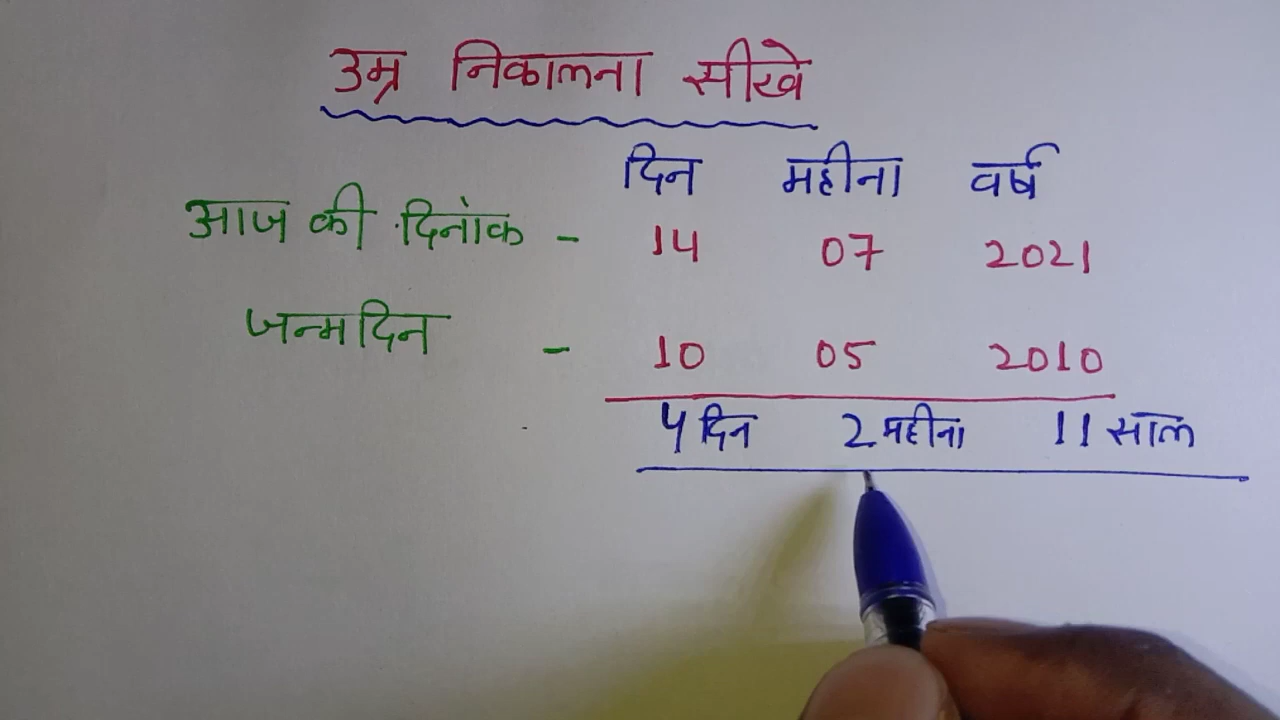 उम्र निकालना सीखे
दिन महीना वर्ष
आज की दिनांक - 14 07 2021
जन्मदिन - 10 05 2010
4 दिन 2 महीना 11 साल